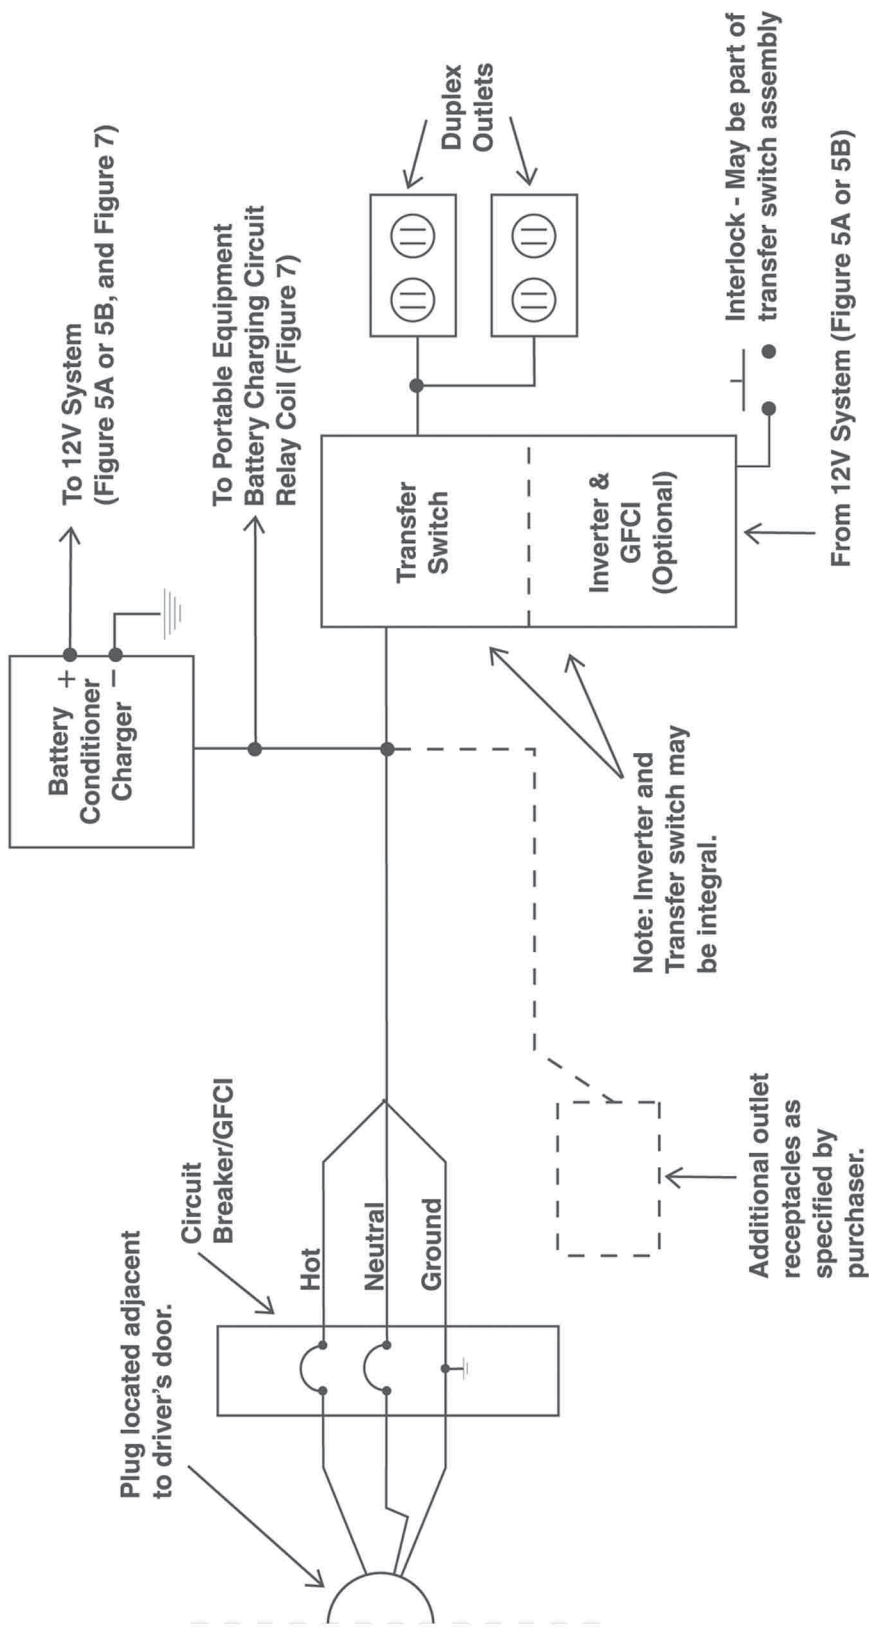 Plug located adjacent
to driver's door.
Circuit
Breaker/GFCI
Hot
Neutral
Ground
Battery +
Conditioner
Charger −
To 12V System
(Figure 5A or 5B, and Figure 7)
To Portable Equipment
Battery Charging Circuit
Relay Coil (Figure 7)
Transfer
Switch
Inverter &
GFCI
(Optional)
Duplex
Outlets
Interlock - May be part of
transfer switch assembly
From 12V System (Figure 5A or 5B)
Note: Inverter and
Transfer switch may
be integral.
Additional outlet
receptacles as
specified by
purchaser.